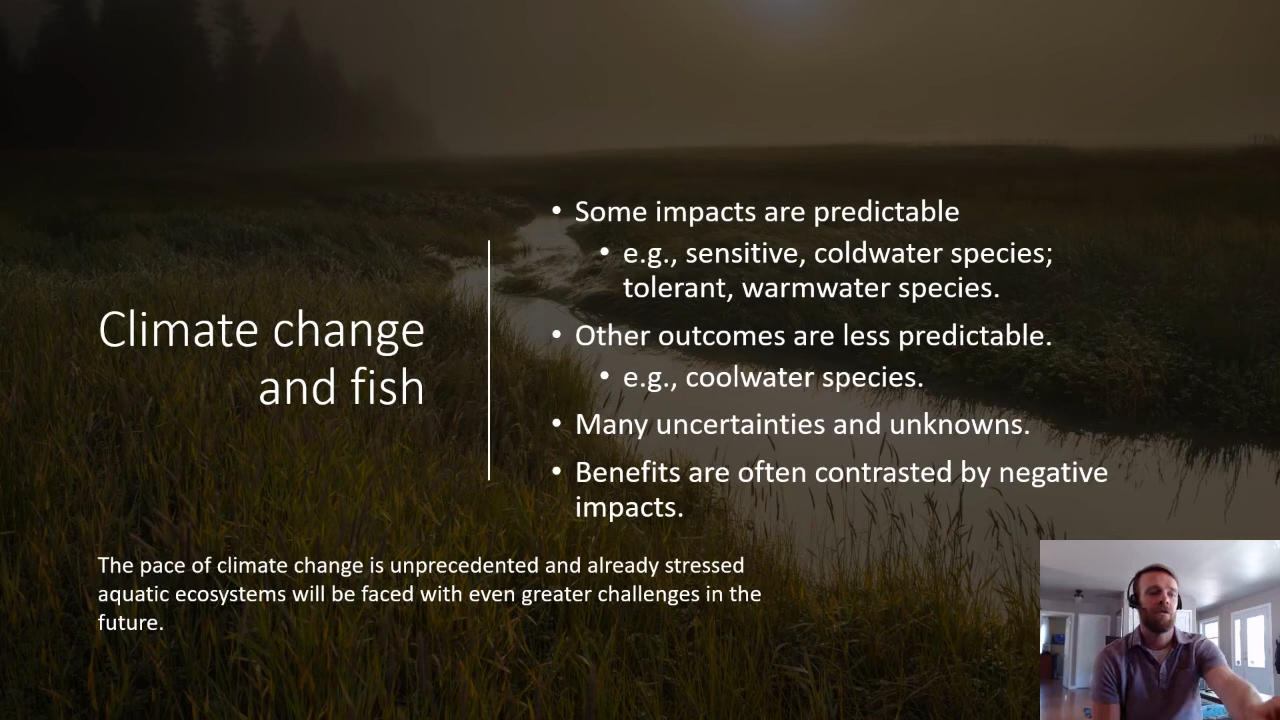 Climate change
and fish
• Some impacts are predictable
• e.g., sensitive, coldwater species;
tolerant, warmwater species.
• Other outcomes are less predictable.
• e.g., coolwater species.
• Many uncertainties and unknowns.
• Benefits are often contrasted by negative
impacts.
The pace of climate change is unprecedented and already stressed
aquatic ecosystems will be faced with even greater challenges in the
future.